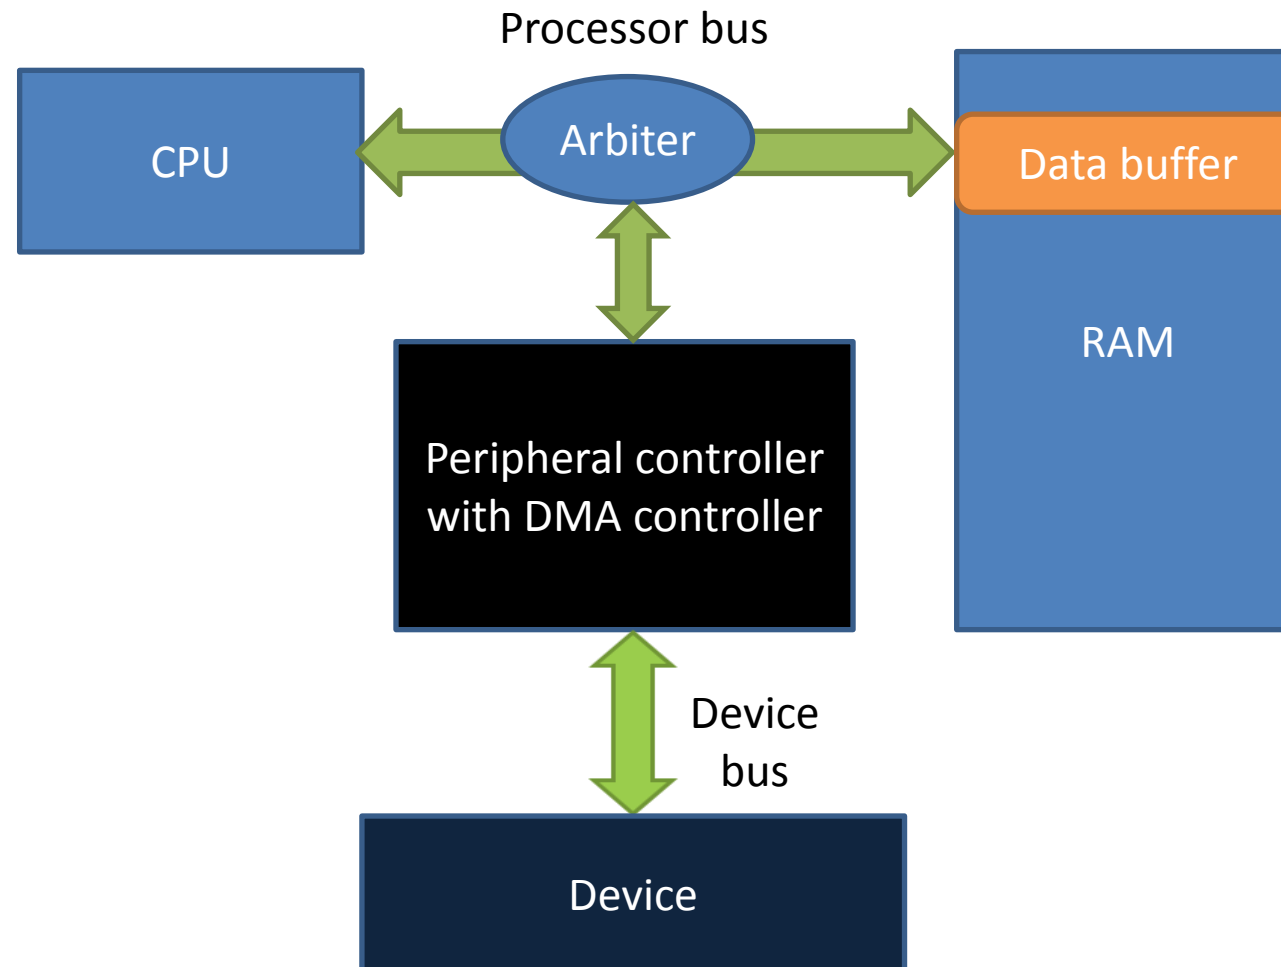 Processor bus
CPU
Arbiter
Data buffer
RAM
Peripheral controller
with DMA controller
Device
bus
Device